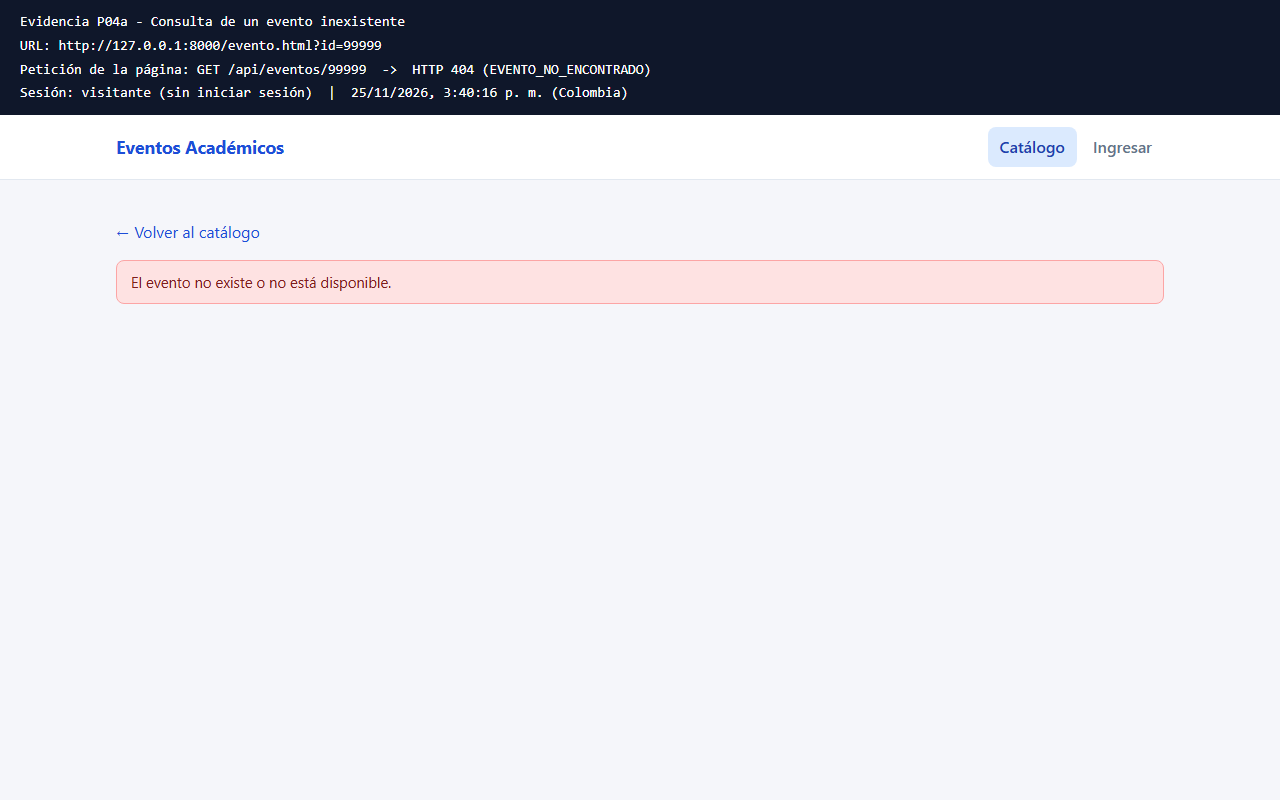 Evidencia P04a - Consulta de un evento inexistente
URL: http://127.0.0.1:8000/evento.html?id=99999
Petición de la página: GET /api/eventos/99999  ->  HTTP 404 (EVENTO_NO_ENCONTRADO)
Sesión: visitante (sin iniciar sesión)  |  25/11/2026, 3:40:16 p. m. (Colombia)
Eventos Académicos
Catálogo
Ingresar
← Volver al catálogo
El evento no existe o no está disponible.